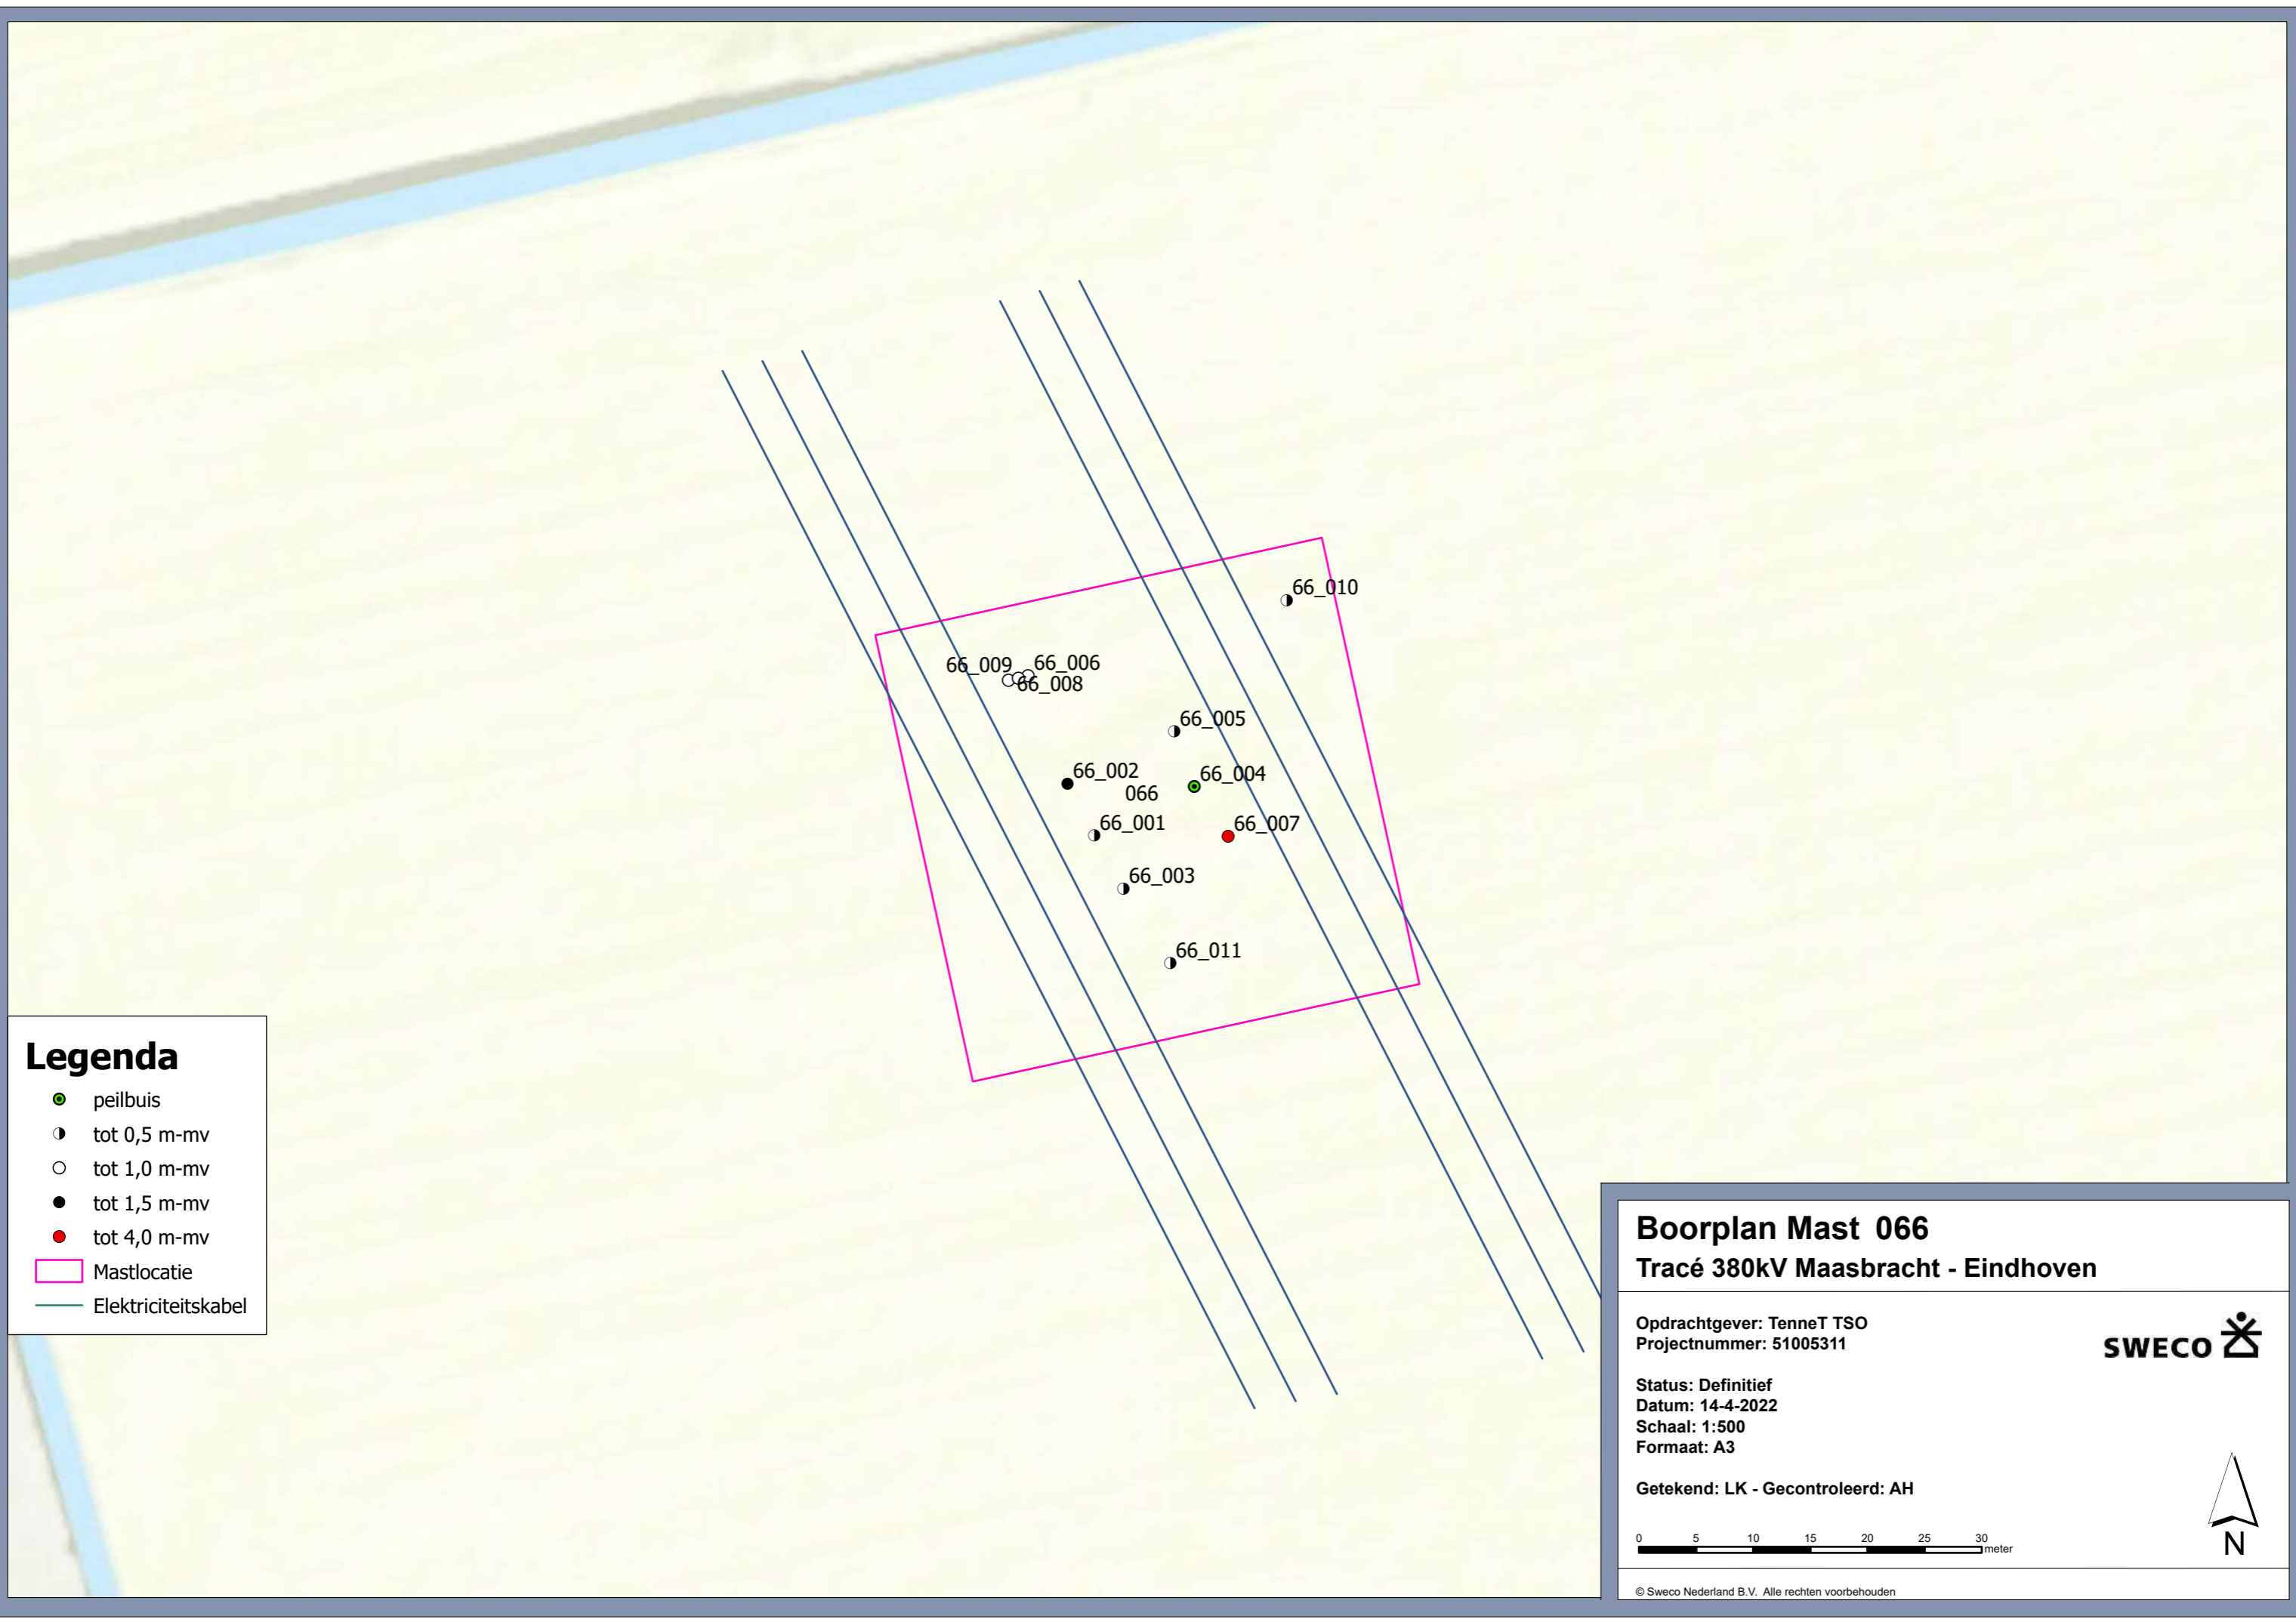 66_010
66_009
66_006
66_008
66_005
66_002
66_004
066
66_001
66_007
66_003
66_011
Legenda
peilbuis
tot 0,5 m-mv
tot 1,0 m-mv
tot 1,5 m-mv
tot 4,0 m-mv
Mastlocatie
Elektriciteitskabel
Boorplan Mast 066
Tracé 380kV Maasbracht - Eindhoven
Opdrachtgever: TenneT TSO
Projectnummer: 51005311
SWECO
Status: Definitief
Datum: 14-4-2022
Schaal: 1:500
Formaat: A3
Getekend: LK - Gecontroleerd: AH
0 5 10 15 20 25 30
meter
N
© Sweco Nederland B.V. Alle rechten voorbehouden